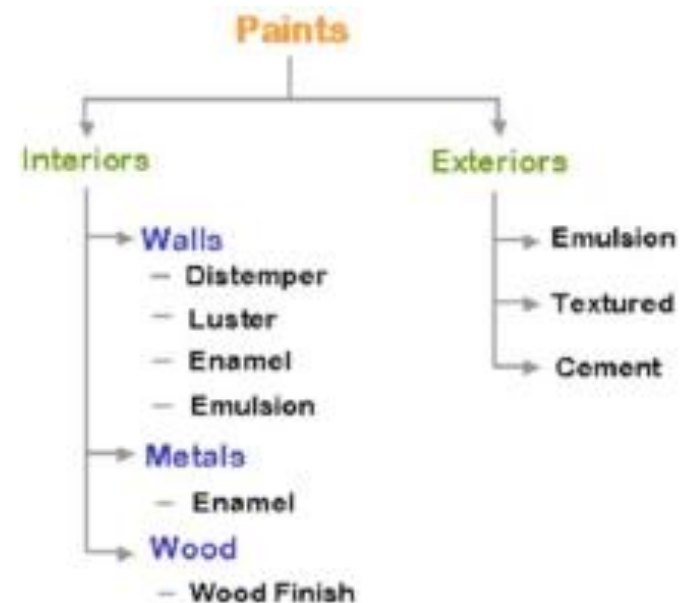 Paints
Interiors
Walls
– Distemper
– Luster
– Enamel
– Emulsion
Metals
– Enamel
Wood
– Wood Finish
Exteriors
Emulsion
Textured
Cement